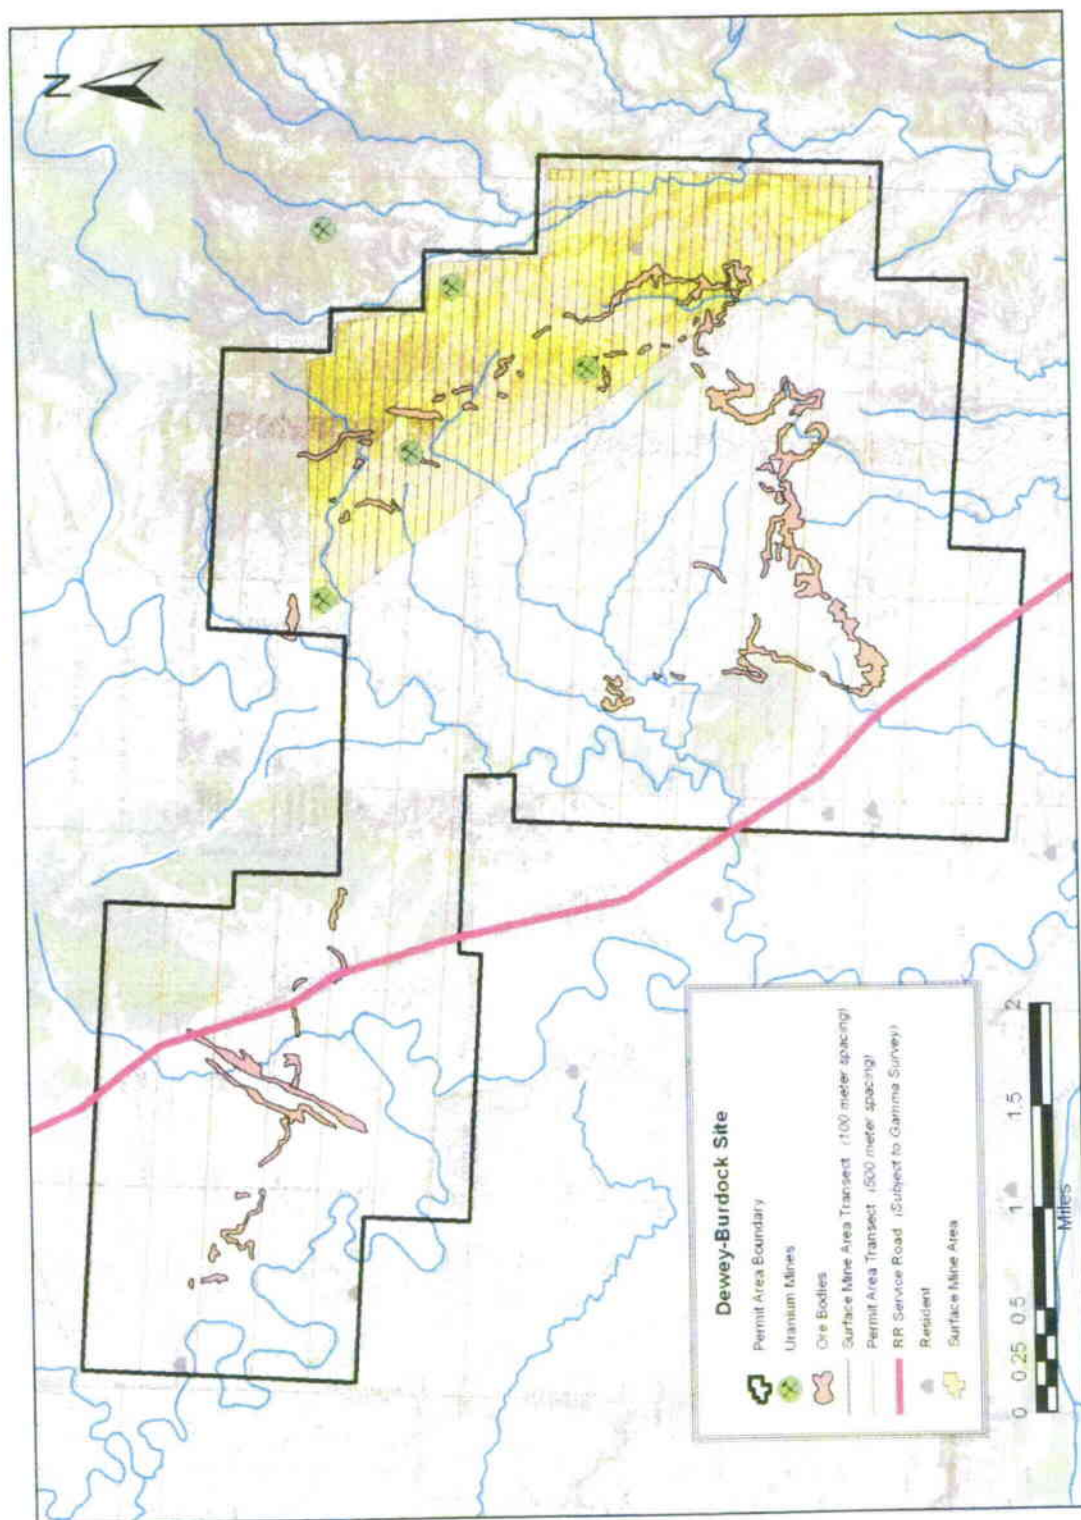 N
Dewey-Burdock Site
Permit Area Boundary
Uranium Mines
Ore Bodies
Surface Mine Area Transect (100 meter spacing)
Permit Area Transect (500 meter spacing)
RR Service Road (Subject to Gamma Survey)
Resident
Surface Mine Area
0 0.25 0.5 1 1.5 2
Miles